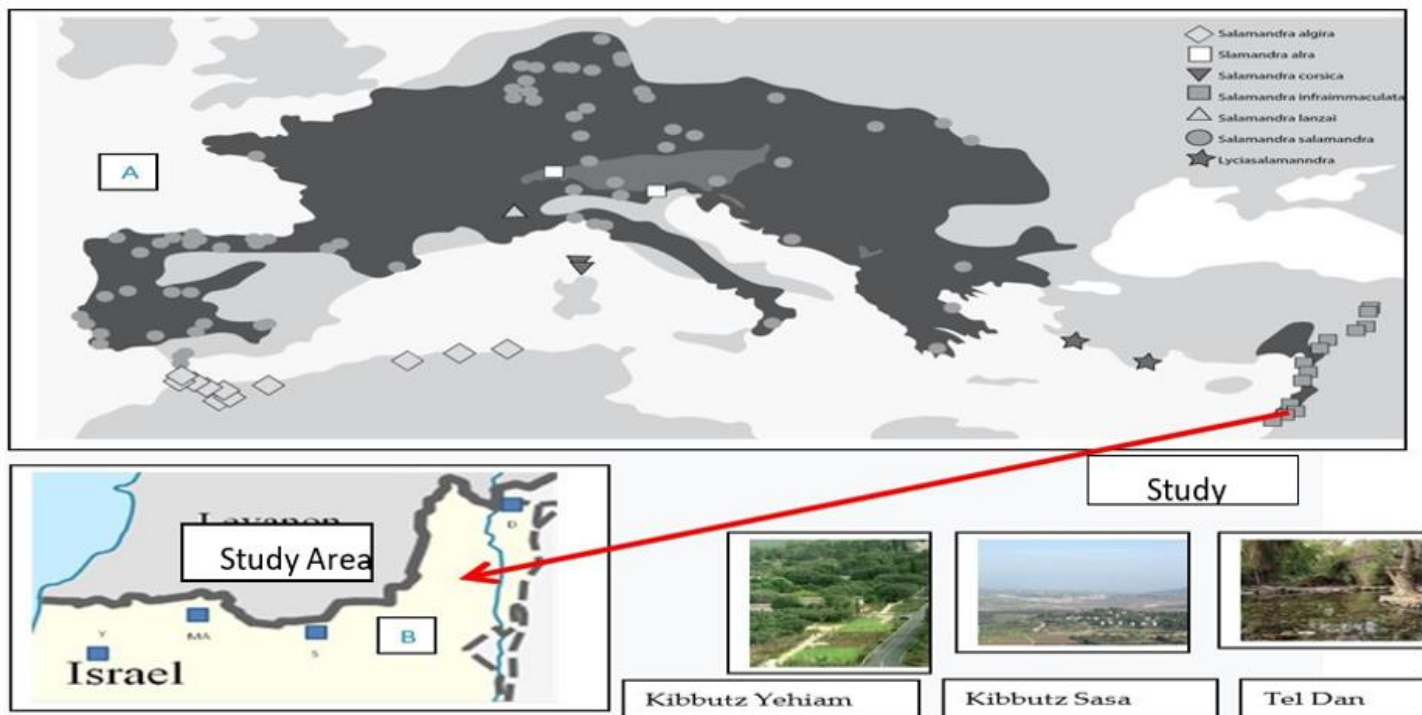 Salamandra algira
Slamandra alra
Salamandra corsica
Salamandra infraimmaculata
Salamandra lanzai
Salamandra salamandra
Lyciasalamanndra
A
Study
Study Area
D
Y
IMA
S
B
Israel
Kibbutz Yehiam
Kibbutz Sasa
Tel Dan